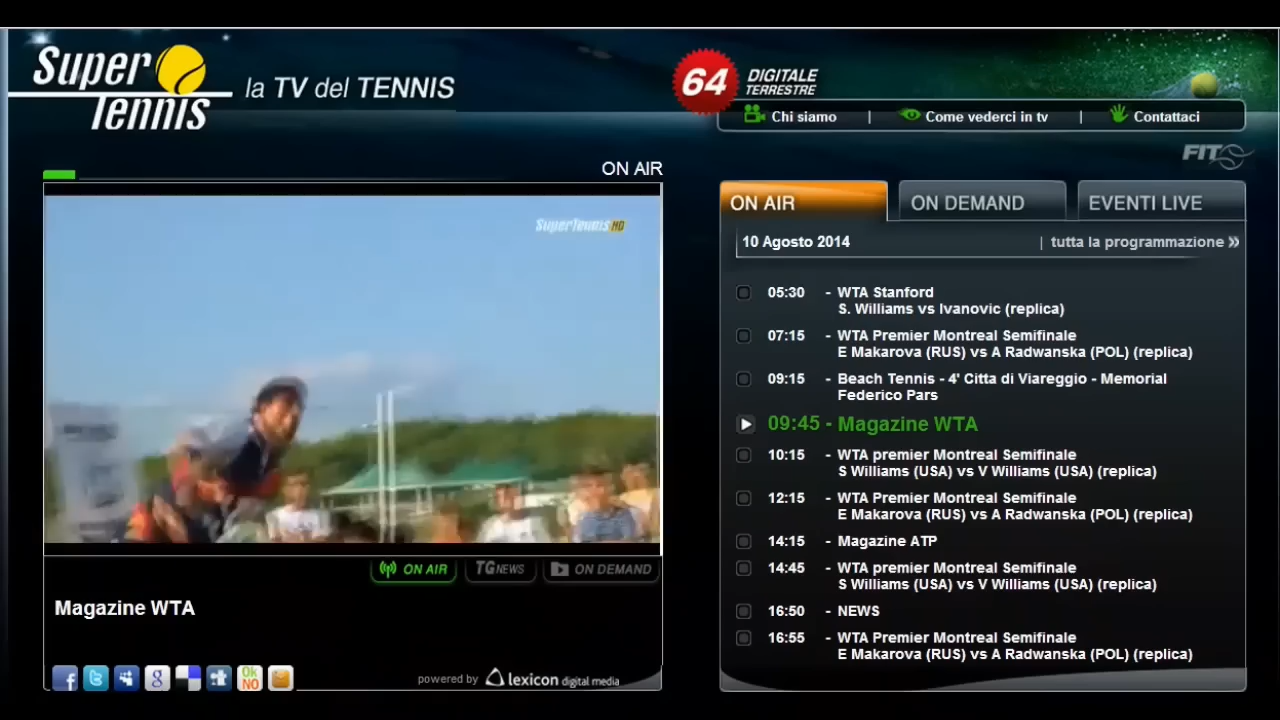 Super Tennis
la TV del TENNIS
64 DIGITALE TERRESTRE
Chi siamo | Come vederci in tv | Contattaci
FIT
ON AIR
SuperTennis HD
ON AIR
TG NEWS
ON DEMAND
Magazine WTA
f
t
g
OK NO
powered by lexicon digital media
ON AIR
ON DEMAND
EVENTI LIVE
10 Agosto 2014 | tutta la programmazione »
05:30 - WTA Stanford
S. Williams vs Ivanovic (replica)
07:15 - WTA Premier Montreal Semifinale
E Makarova (RUS) vs A Radwanska (POL) (replica)
09:15 - Beach Tennis - 4' Citta di Viareggio - Memorial
Federico Pars
09:45 - Magazine WTA
10:15 - WTA premier Montreal Semifinale
S Williams (USA) vs V Williams (USA) (replica)
12:15 - WTA Premier Montreal Semifinale
E Makarova (RUS) vs A Radwanska (POL) (replica)
14:15 - Magazine ATP
14:45 - WTA premier Montreal Semifinale
S Williams (USA) vs V Williams (USA) (replica)
16:50 - NEWS
16:55 - WTA Premier Montreal Semifinale
E Makarova (RUS) vs A Radwanska (POL) (replica)